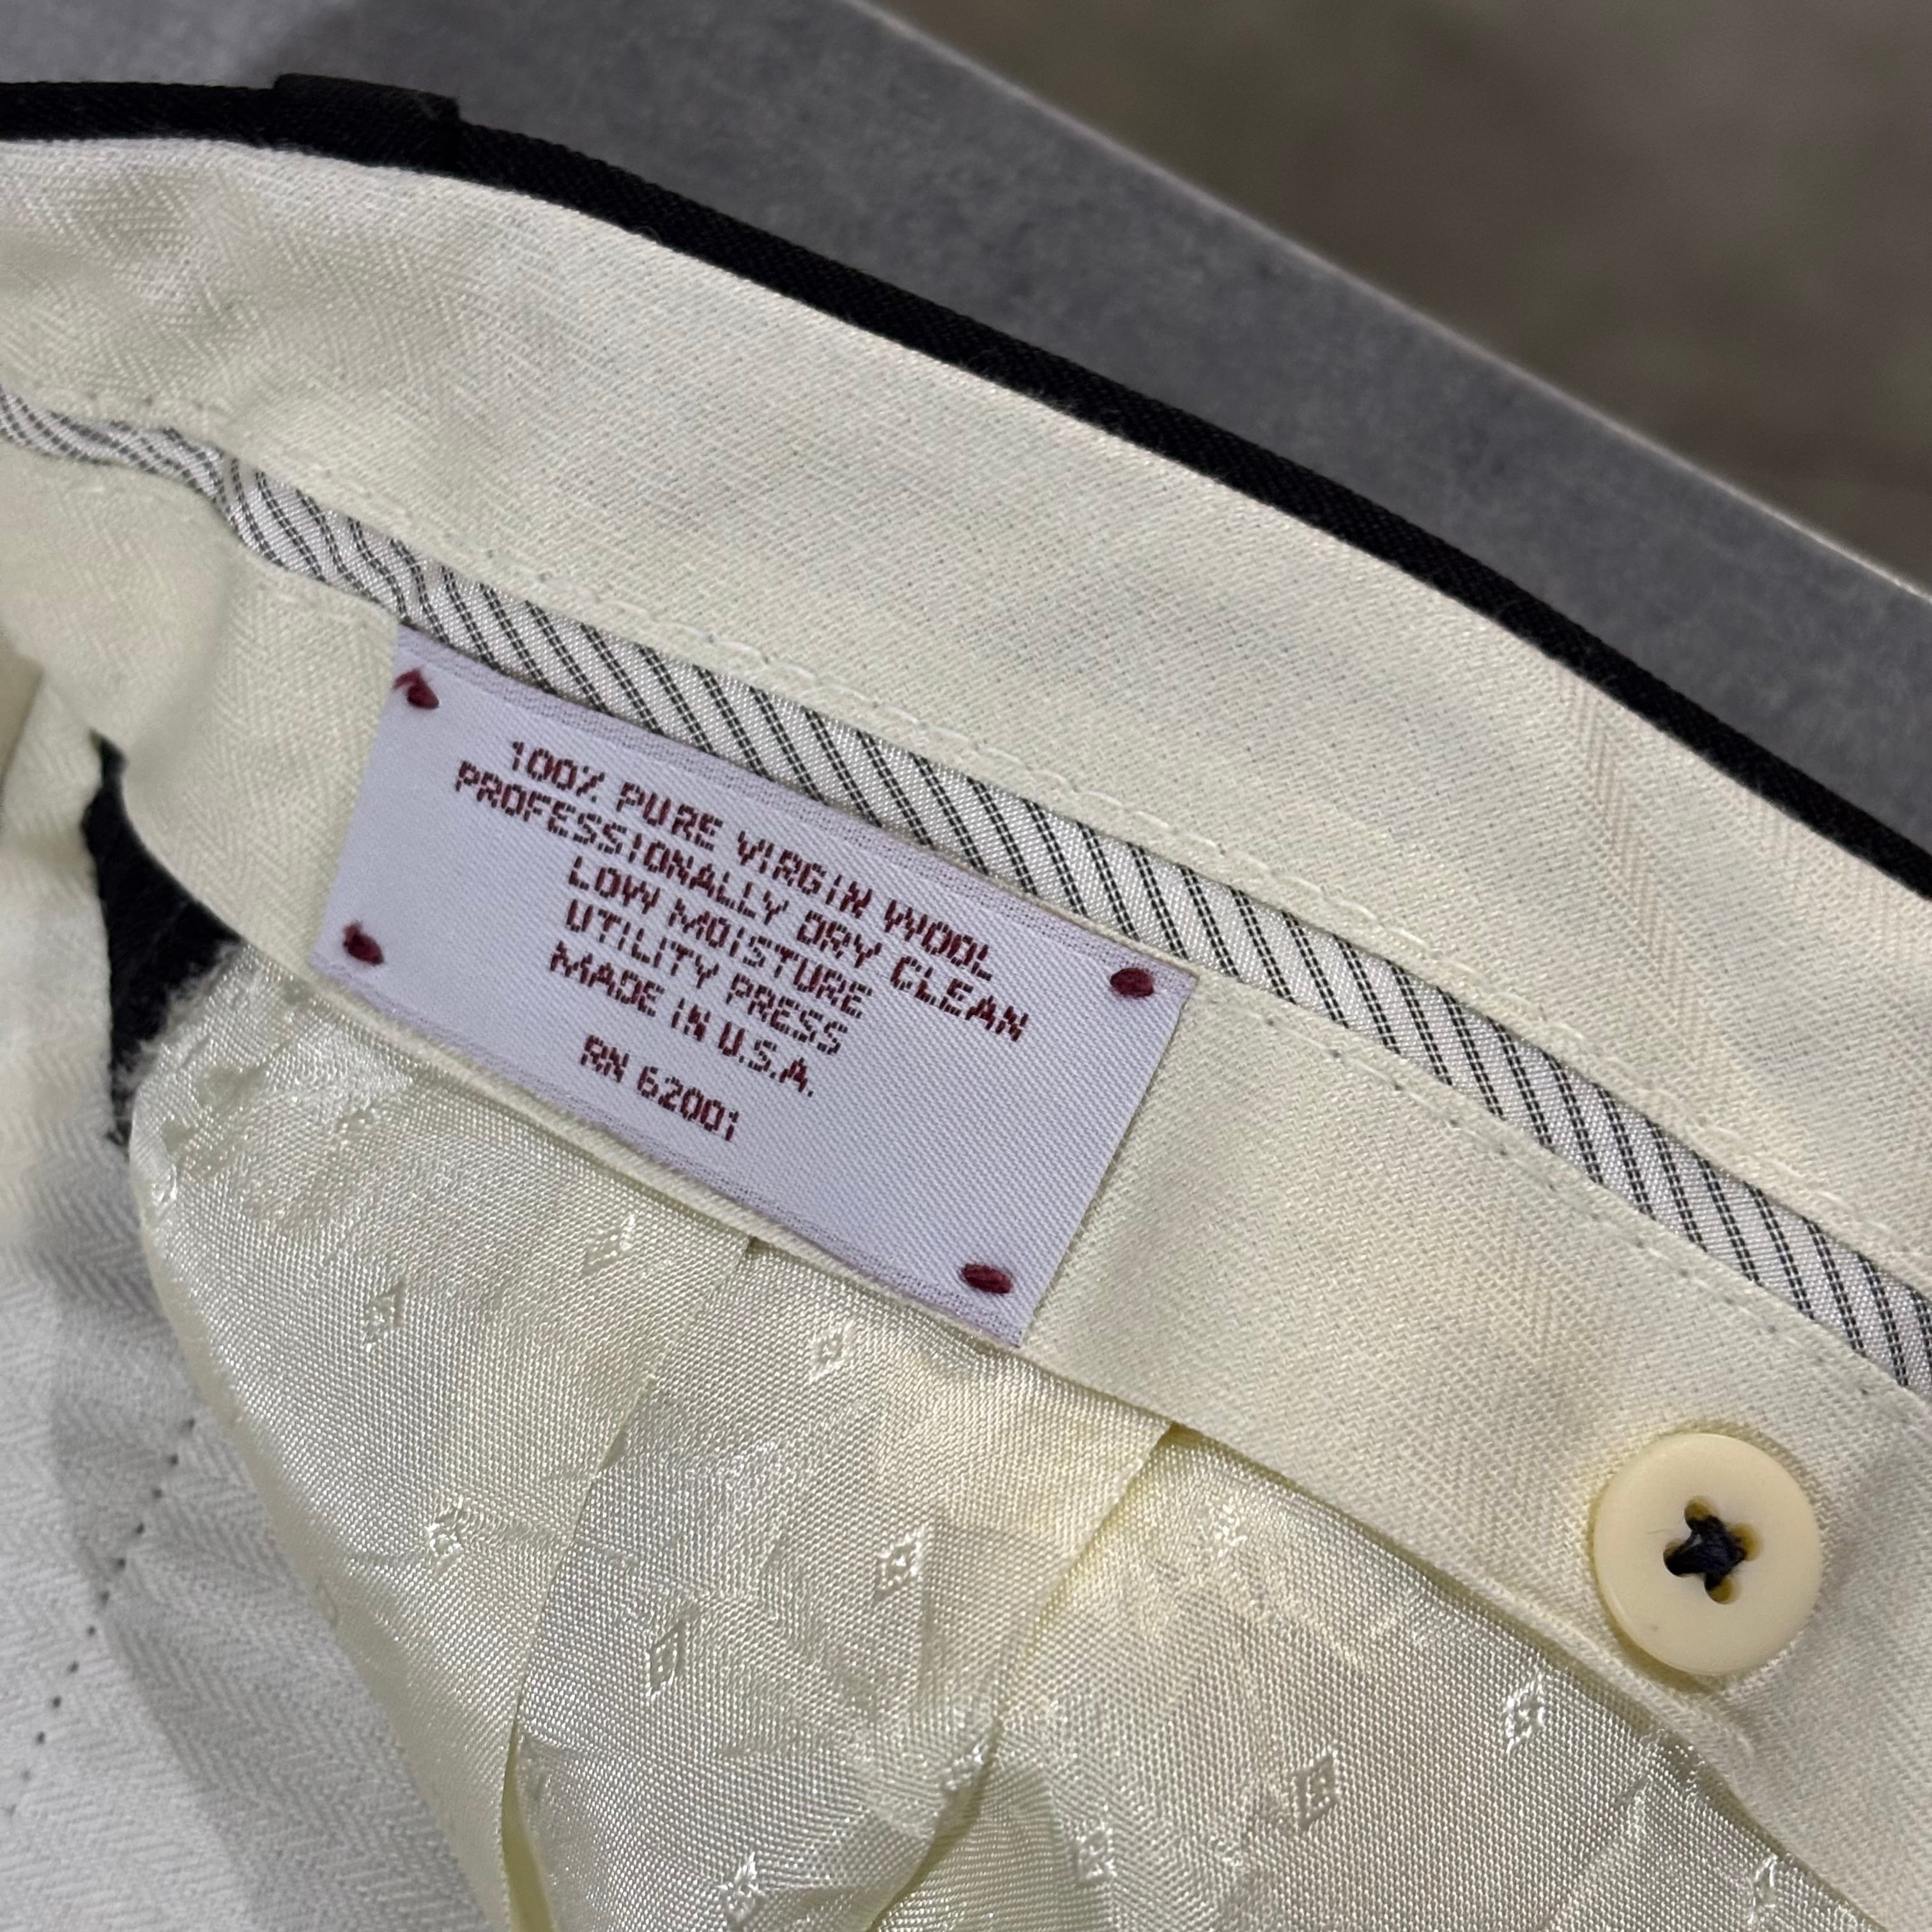 100% PURE VIRGIN WOOL
PROFESSIONALLY DRY CLEAN
LOW MOISTURE
UTILITY PRESS
MADE IN U.S.A.
RN 62001